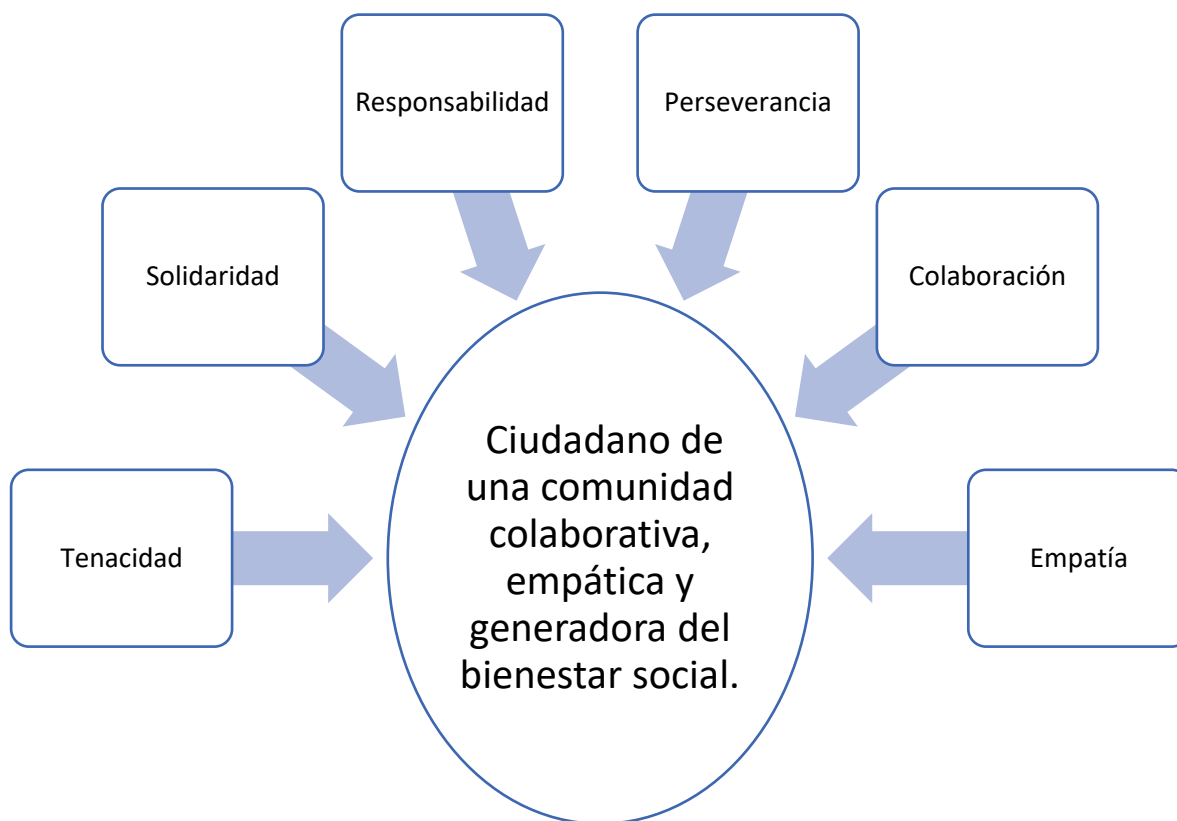 Responsabilidad
Perseverancia
Solidaridad
Colaboración
Ciudadano de
una comunidad
colaborativa,
empática y
generadora del
bienestar social.
Tenacidad
Empatía